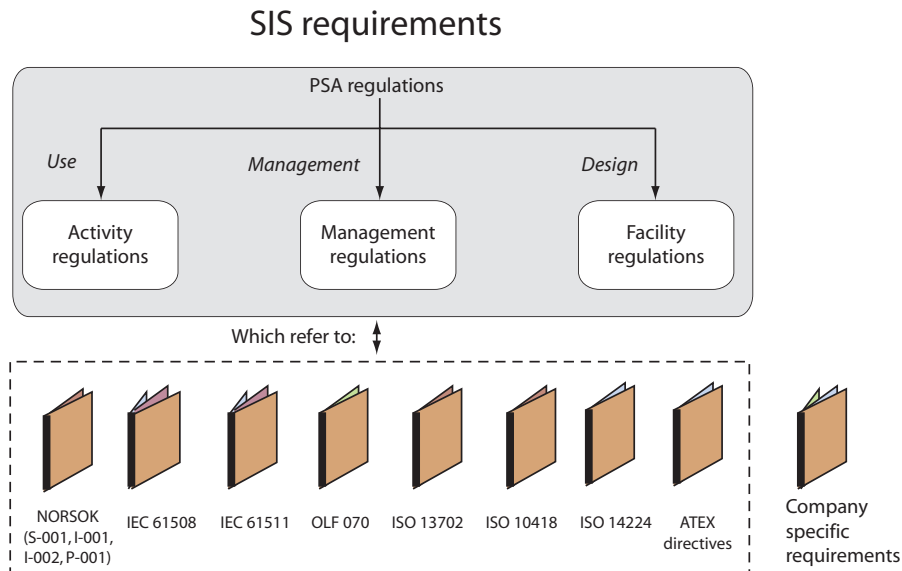 SIS requirements
PSA regulations
Use
Management
Design
Activity
regulations
Management
regulations
Facility
regulations
Which refer to:
NORSOK
(S-001, I-001,
I-002, P-001)
IEC 61508
IEC 61511
OLF 070
ISO 13702
ISO 10418
ISO 14224
ATEX
directives
Company
specific
requirements